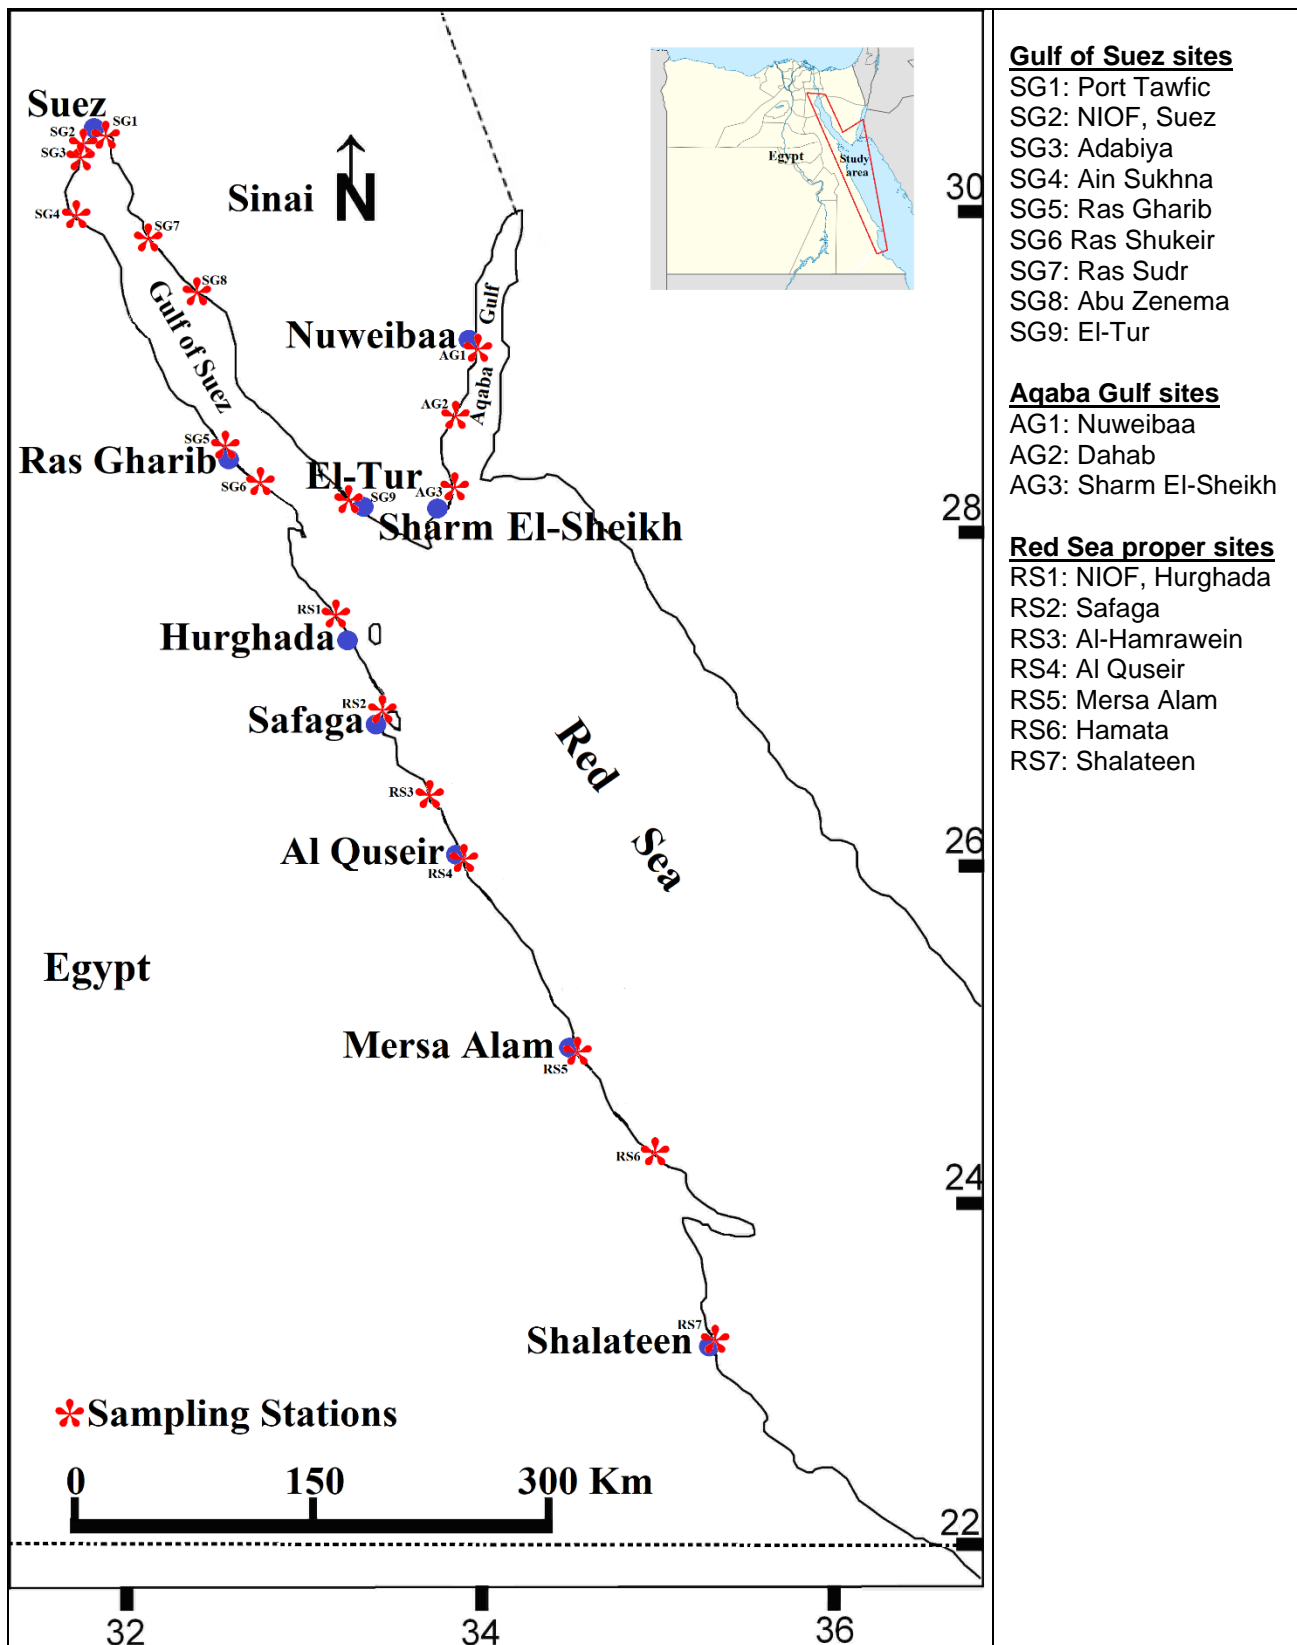 Suez
SG1
SG2
SG3
SG4
SG7
SG8
Sinai
N
Gulf of Suez
Nuweibaa
AG1
Aqaba Gulf
AG2
SG5
Ras Gharib
SG6
El-Tur
SG9
AG3
Sharm El-Sheikh
RS1
Hurghada
RS2
Safaga
RS3
Red Sea
Al Quseir
RS4
Egypt
Mersa Alam
RS5
RS6
RS7
Shalateen
Sampling Stations
0 150 300 Km
30
28
26
24
22
32 34 36
Egypt
Study
area
Gulf of Suez sites
SG1: Port Tawfic
SG2: NIOF, Suez
SG3: Adabiya
SG4: Ain Sukhna
SG5: Ras Gharib
SG6 Ras Shukeir
SG7: Ras Sudr
SG8: Abu Zenema
SG9: El-Tur
Aqaba Gulf sites
AG1: Nuweibaa
AG2: Dahab
AG3: Sharm El-Sheikh
Red Sea proper sites
RS1: NIOF, Hurghada
RS2: Safaga
RS3: Al-Hamrawein
RS4: Al Quseir
RS5: Mersa Alam
RS6: Hamata
RS7: Shalateen